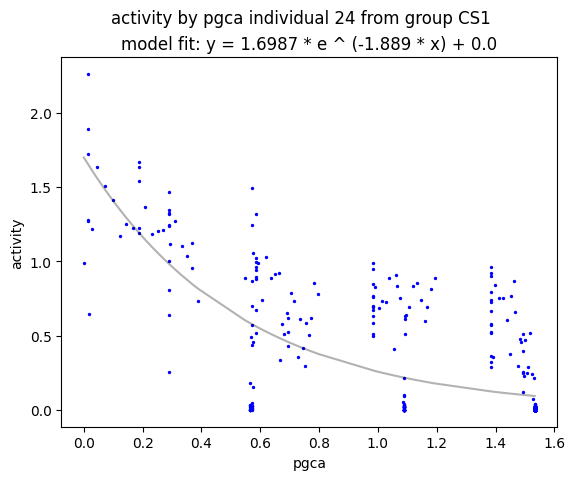 activity by pgca individual 24 from group CS1
model fit: y = 1.6987 * e ^ (-1.889 * x) + 0.0
activity
2.0
1.5
1.0
0.5
0.0
0.0 0.2 0.4 0.6 0.8 1.0 1.2 1.4 1.6
pgca